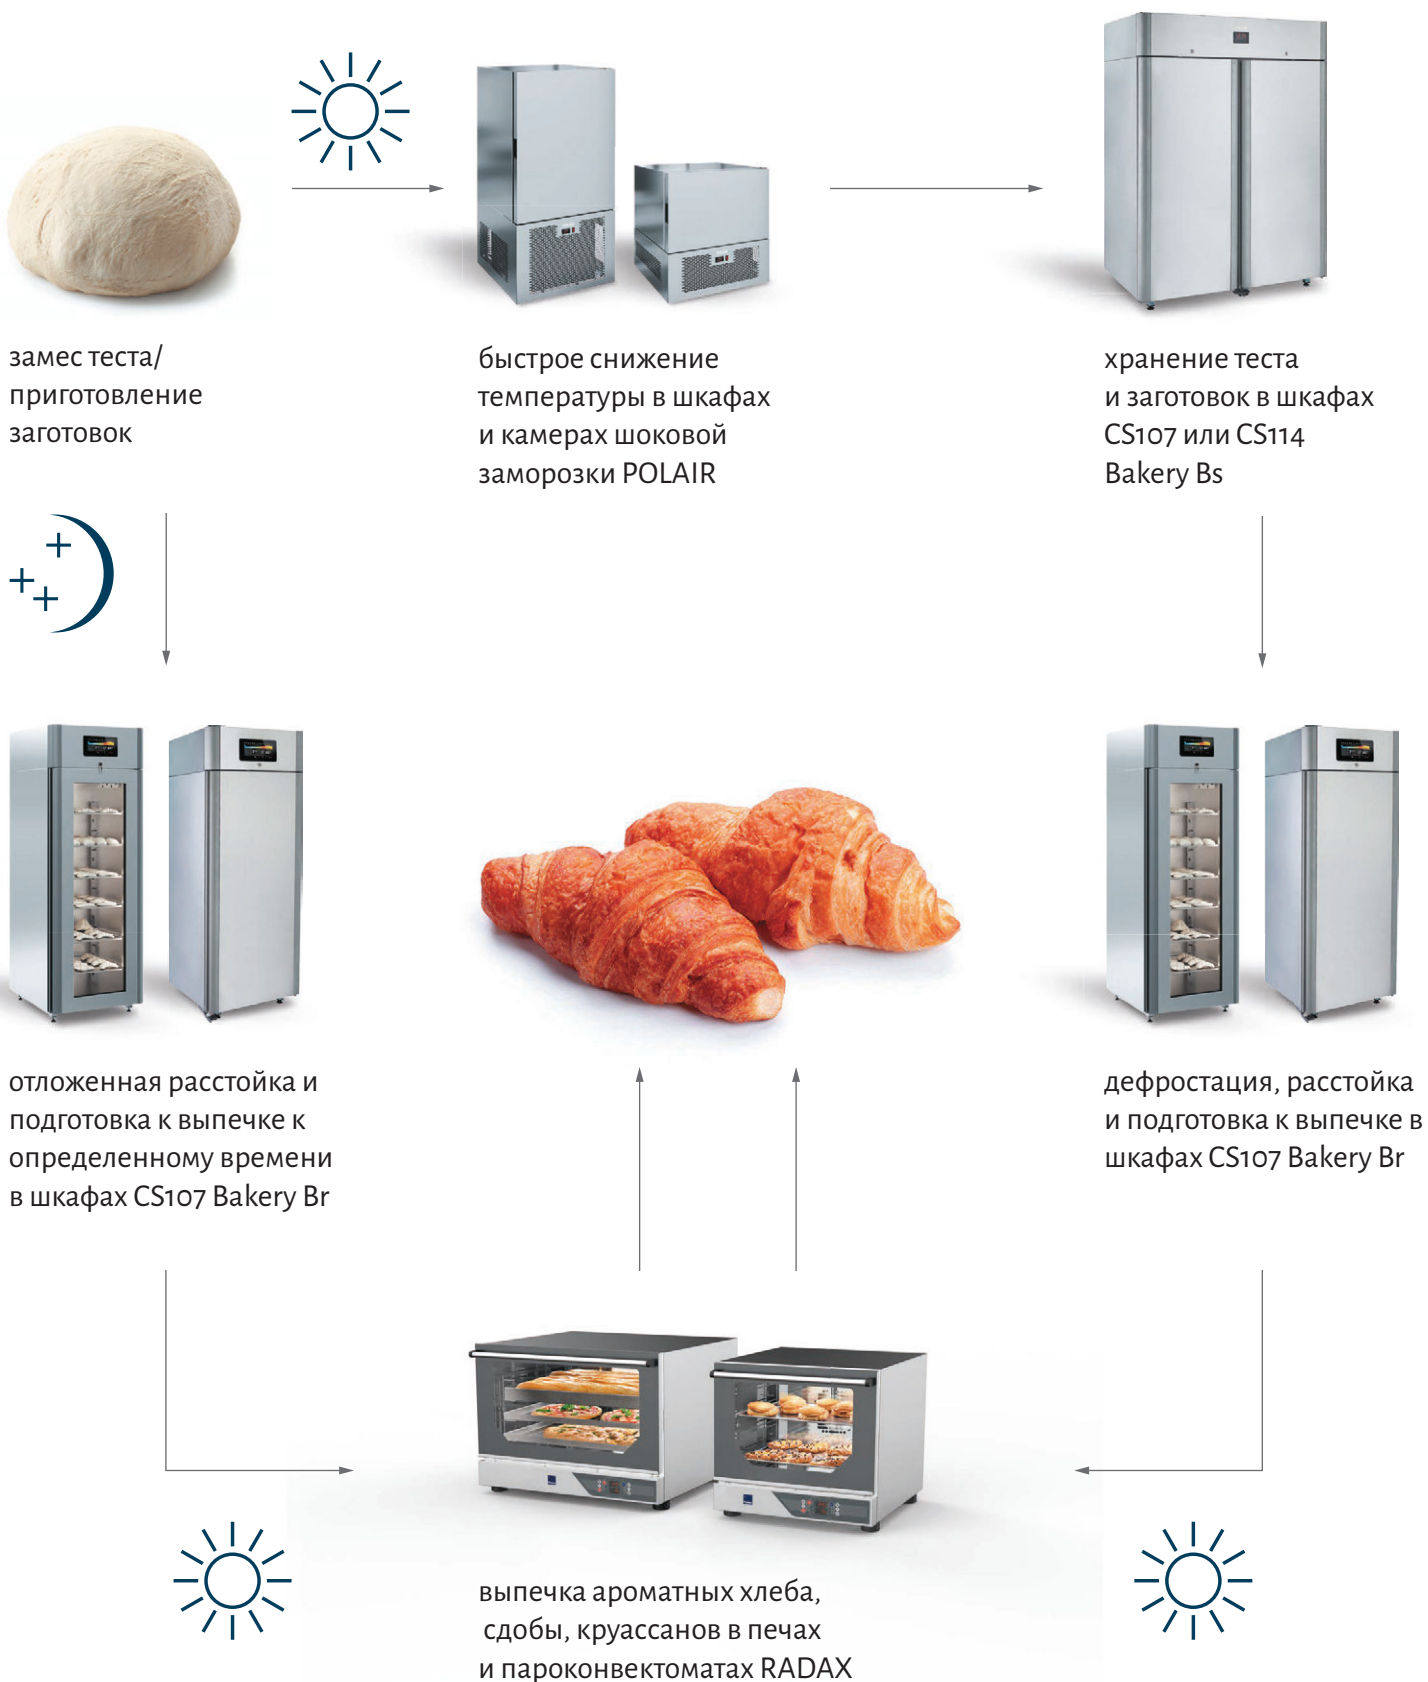 замес теста/
приготовление
заготовок
быстрое снижение
температуры в шкафах
и камерах шоковой
заморозки POLAIR
хранение теста
и заготовок в шкафах
CS107 или CS114
Bakery Bs
отложенная расстойка и
подготовка к выпечке к
определенному времени
в шкафах CS107 Bakery Br
дефростация, расстойка
и подготовка к выпечке в
шкафах CS107 Bakery Br
выпечка ароматных хлеба,
сдобы, круассанов в печах
и пароконвектоматах RADAX